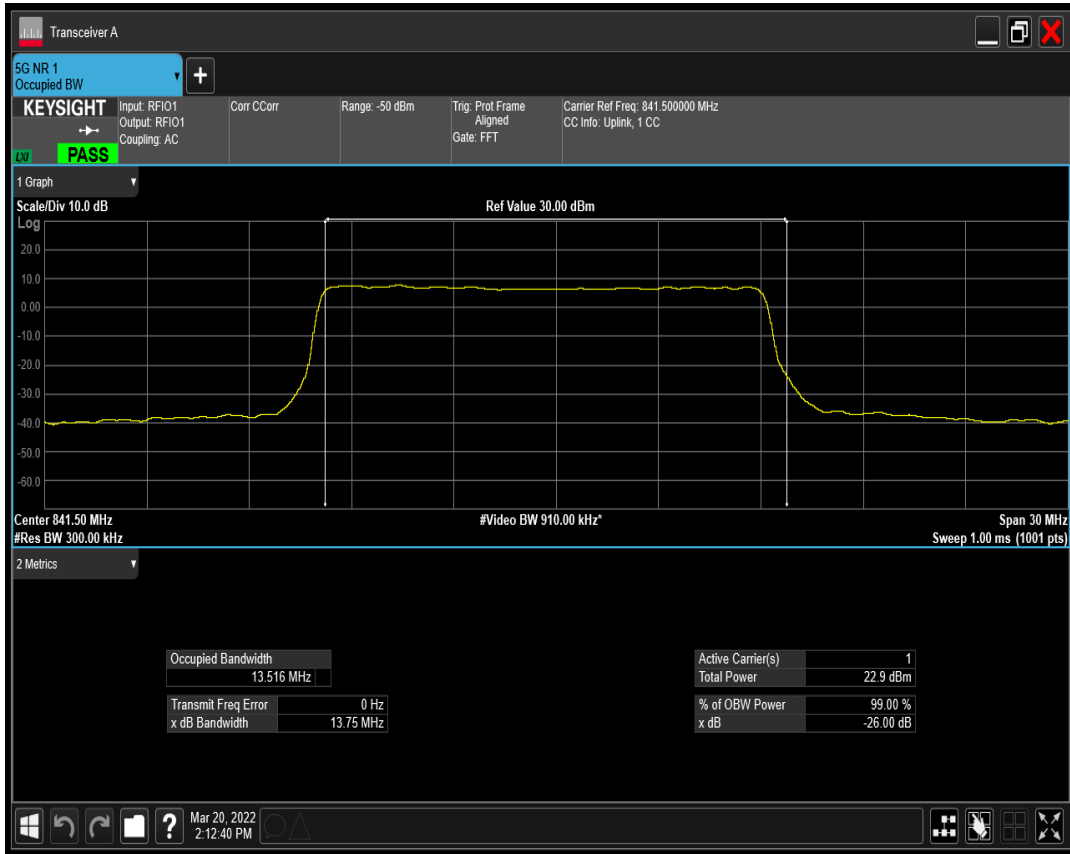 Transceiver A
5G NR 1
Occupied BW
KEYSIGHT
LXI
PASS
Input: RFIO1
Output: RFIO1
Coupling: AC
Corr CCorr
Range: -50 dBm
Trig: Prot Frame
Aligned
Gate: FFT
Carrier Ref Freq: 841.500000 MHz
CC Info: Uplink, 1 CC
1 Graph
Scale/Div 10.0 dB
Ref Value 30.00 dBm
Log
20.0
10.0
0.00
-10.0
-20.0
-30.0
-40.0
-50.0
-60.0
Center 841.50 MHz
#Video BW 910.00 kHz*
Span 30 MHz
#Res BW 300.00 kHz
Sweep 1.00 ms (1001 pts)
2 Metrics
Occupied Bandwidth
13.516 MHz
Transmit Freq Error 0 Hz
x dB Bandwidth 13.75 MHz
Active Carrier(s) 1
Total Power 22.9 dBm
% of OBW Power 99.00 %
x dB -26.00 dB
?
Mar 20, 2022
2:12:40 PM